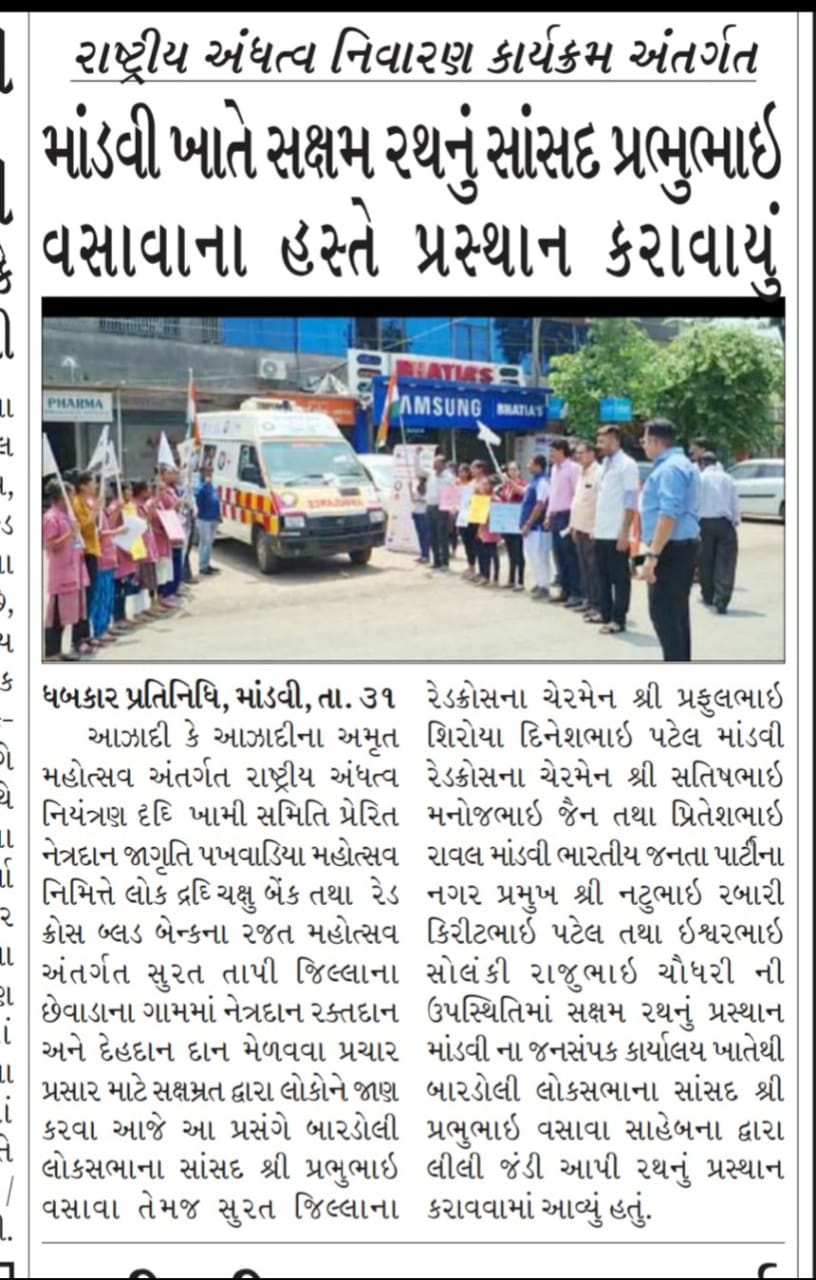 રાષ્ટ્રીય અંધત્વ નિવારણ કાર્યક્રમ અંતર્ગત
માંડવી ખાતે સક્ષમ રથનું સાંસદ પ્રભુભાઇ
વસાવાના હસ્તે પ્રસ્થાન કરાવાયું
PHARMA
BHATIA'S
SAMSUNG BHATIA'S
ધબકાર પ્રતિનિધિ, માંડવી, તા. ૩૧
આઝાદી કે આઝાદીના અમૃત
મહોત્સવ અંતર્ગત રાષ્ટ્રીય અંધત્વ
નિયંત્રણ દૃદિ ખામી સમિતિ પ્રેરિત
નેત્રદાન જાગૃતિ પખવાડિયા મહોત્સવ
નિમિત્તે લોક દ્રદિ ચક્ષુ બેંક તથા રેડ
ક્રોસ બ્લડ બેન્કના રજત મહોત્સવ
અંતર્ગત સુરત તાપી જિલ્લાના
છેવાડાના ગામમાં નેત્રદાન રક્તદાન
અને દેહદાન દાન મેળવવા પ્રચાર
પ્રસાર માટે સક્ષમ્રત દ્વારા લોકોને જાણ
કરવા આજે આ પ્રસંગે બારડોલી
લોકસભાના સાંસદ શ્રી પ્રભુભાઇ
વસાવા તેમજ સુરત જિલ્લાના
રેડક્રોસના ચેરમેન શ્રી પ્રફુલભાઇ
શિરોયા દિનેશભાઇ પટેલ માંડવી
રેડક્રોસના ચેરમેન શ્રી સતિષભાઇ
મનોજભાઇ જૈન તથા પ્રિતેશભાઇ
રાવલ માંડવી ભારતીય જનતા પાર્ટીના
નગર પ્રમુખ શ્રી નટુભાઇ રબારી
કિરીટભાઇ પટેલ તથા ઇશ્વરભાઇ
સોલંકી રાજુભાઇ ચૌધરી ની
ઉપસ્થિતિમાં સક્ષમ રથનું પ્રસ્થાન
માંડવી ના જનસંપક કાર્યાલય ખાતેથી
બારડોલી લોકસભાના સાંસદ શ્રી
પ્રભુભાઇ વસાવા સાહેબના દ્વારા
લીલી જંડી આપી રથનું પ્રસ્થાન
કરાવવામાં આવ્યું હતું.